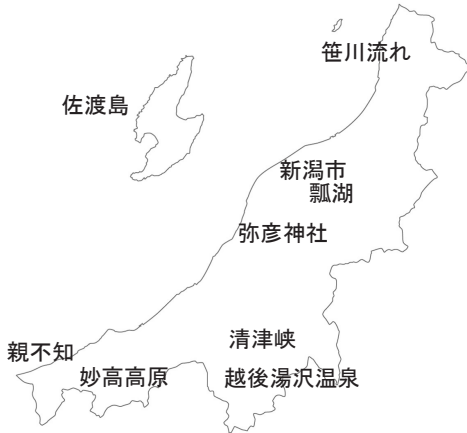 笹川流れ
佐渡島
新潟市
瓢湖
弥彦神社
清津峡
親不知
妙高高原
越後湯沢温泉